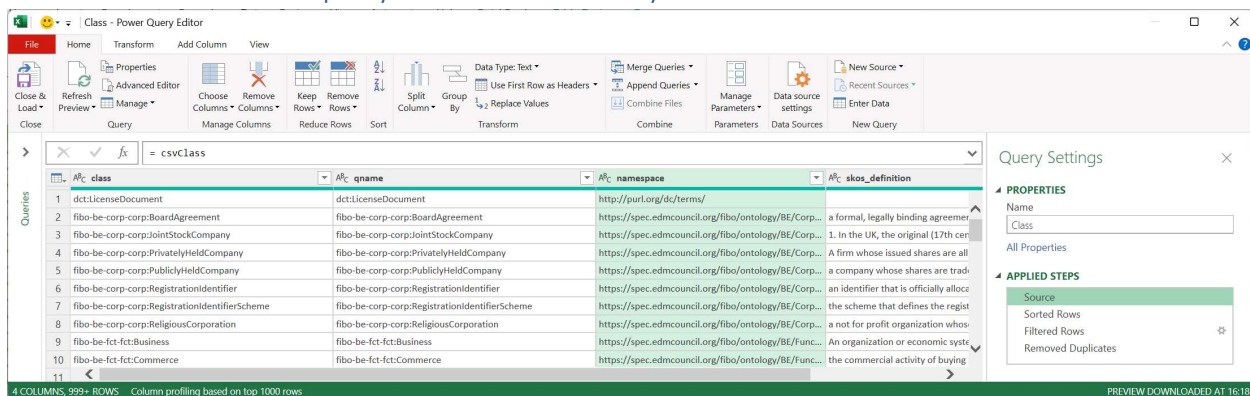 Class - Power Query Editor
File Home Transform Add Column View
Close & Load
Refresh Preview
Properties
Advanced Editor
Manage
Choose Columns
Remove Columns
Keep Rows
Remove Rows
Split Column
Group By
Data Type: Text
Use First Row as Headers
Replace Values
Merge Queries
Append Queries
Combine Files
Manage Parameters
Data source settings
New Source
Recent Sources
Enter Data
Close Query Manage Columns Reduce Rows Sort Transform Combine Parameters Data Sources New Query
fx = csvClass
Queries
ABC class ABC qname ABC namespace ABC skos_definition
1 dct:LicenseDocument dct:LicenseDocument http://purl.org/dc/terms/
2 fibo-be-corp-corp:BoardAgreement fibo-be-corp-corp:BoardAgreement https://spec.edmcouncil.org/fibo/ontology/BE/Corp... a formal, legally binding agreemen
3 fibo-be-corp-corp:JointStockCompany fibo-be-corp-corp:JointStockCompany https://spec.edmcouncil.org/fibo/ontology/BE/Corp... 1. In the UK, the original (17th cen
4 fibo-be-corp-corp:PrivatelyHeldCompany fibo-be-corp-corp:PrivatelyHeldCompany https://spec.edmcouncil.org/fibo/ontology/BE/Corp... A firm whose issued shares are all
5 fibo-be-corp-corp:PubliclyHeldCompany fibo-be-corp-corp:PubliclyHeldCompany https://spec.edmcouncil.org/fibo/ontology/BE/Corp... a company whose shares are trade
6 fibo-be-corp-corp:RegistrationIdentifier fibo-be-corp-corp:RegistrationIdentifier https://spec.edmcouncil.org/fibo/ontology/BE/Corp... an identifier that is officially alloca
7 fibo-be-corp-corp:RegistrationIdentifierScheme fibo-be-corp-corp:RegistrationIdentifierScheme https://spec.edmcouncil.org/fibo/ontology/BE/Corp... the scheme that defines the regist
8 fibo-be-corp-corp:ReligiousCorporation fibo-be-corp-corp:ReligiousCorporation https://spec.edmcouncil.org/fibo/ontology/BE/Corp... a not for profit organization whose
9 fibo-be-fct-fct:Business fibo-be-fct-fct:Business https://spec.edmcouncil.org/fibo/ontology/BE/Func... An organization or economic syste
10 fibo-be-fct-fct:Commerce fibo-be-fct-fct:Commerce https://spec.edmcouncil.org/fibo/ontology/BE/Func... the commercial activity of buying
11
Query Settings
PROPERTIES
Name
Class
All Properties
APPLIED STEPS
Source
Sorted Rows
Filtered Rows
Removed Duplicates
4 COLUMNS, 999+ ROWS Column profiling based on top 1000 rows PREVIEW DOWNLOADED AT 16:18